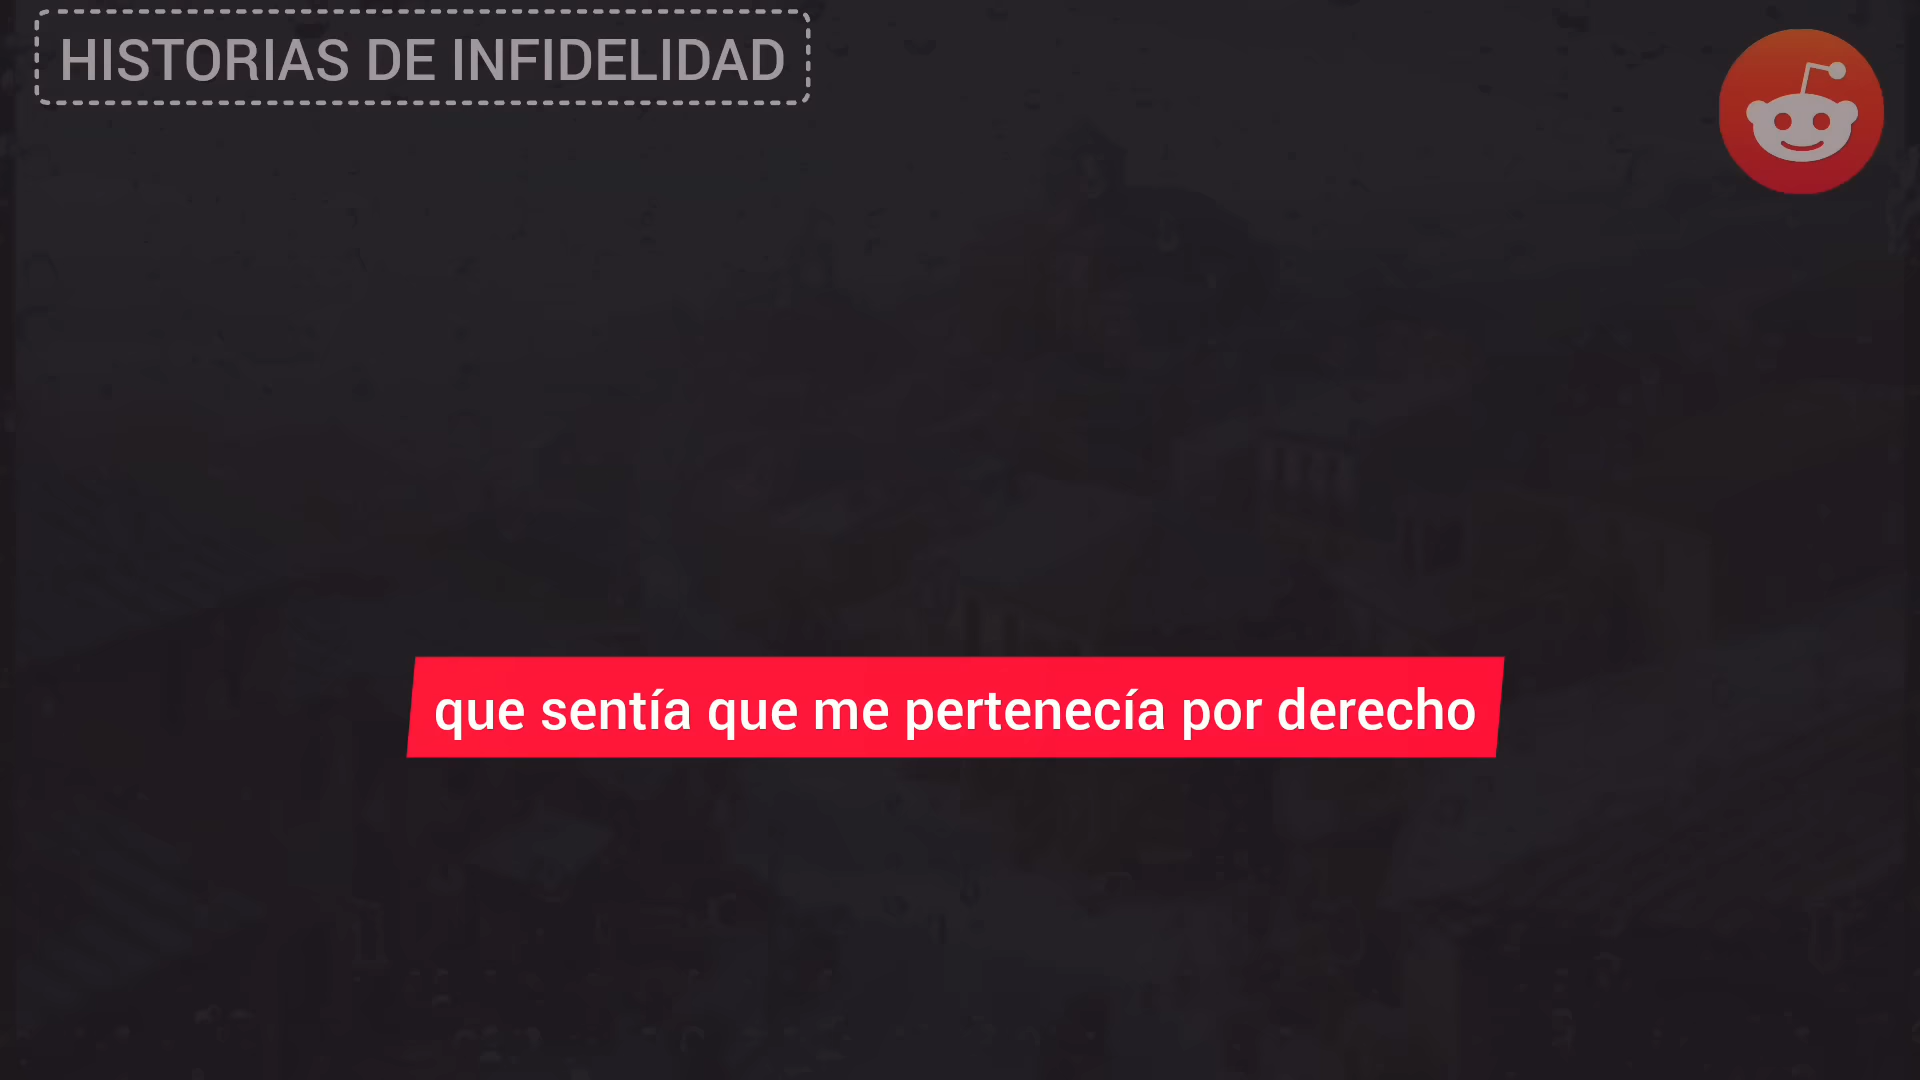 HISTORIAS DE INFIDELIDAD
que sentía que me pertenecía por derecho